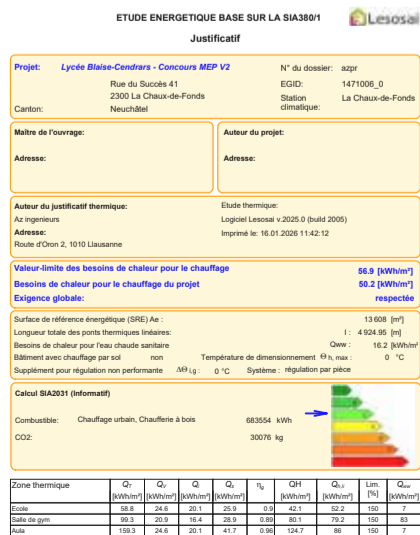 ETUDE ENERGETIQUE BASE SUR LA SIA380/1
Lesosai
Justificatif
Projet: Lycée Blaise-Cendrars - Concours MEP V2
N° du dossier: azpr
Rue du Succès 41
EGID: 1471006_0
2300 La Chaux-de-Fonds
Station climatique: La Chaux-de-Fonds
Canton: Neuchâtel
Maître de l'ouvrage:
Auteur du projet:
Adresse:
Adresse:
Auteur du justificatif thermique:
Etude thermique:
Az ingenieurs
Logiciel Lesosai v.2025.0 (build 2005)
Adresse:
Imprimé le: 16.01.2026 11:42:12
Route d'Oron 2, 1010 Llausanne
Valeur-limite des besoins de chaleur pour le chauffage 56.9 [kWh/m²]
Besoins de chaleur pour le chauffage du projet 50.2 [kWh/m²]
Exigence globale: respectée
Surface de référence énergétique (SRE) Ae : 13 608 [m²]
Longueur totale des ponts thermiques linéaires: l : 4 924.95 [m]
Besoins de chaleur pour l'eau chaude sanitaire Qww : 16.2 [kWh/m²]
Bâtiment avec chauffage par sol non Température de dimensionnement Θ h, max : 0 °C
Supplément pour régulation non performante ΔΘ i,g : 0 °C Système : régulation par pièce
Calcul SIA2031 (Informatif)
Combustible: Chauffage urbain, Chaufferie à bois 683554 kWh
CO2: 30076 kg
Zone thermique Q_T [kWh/m²] Q_V [kWh/m²] Q_i [kWh/m²] Q_s [kWh/m²] η_g QH [kWh/m²] Q_h,li [kWh/m²] Lim. [%] Q_ww [kWh/m²]
Ecole 58.8 24.6 20.1 25.9 0.9 42.1 52.2 150 7
Salle de gym 99.3 20.9 16.4 28.9 0.89 80.1 79.2 150 83
Aula 159.3 24.6 20.1 41.7 0.96 124.7 86 150 7